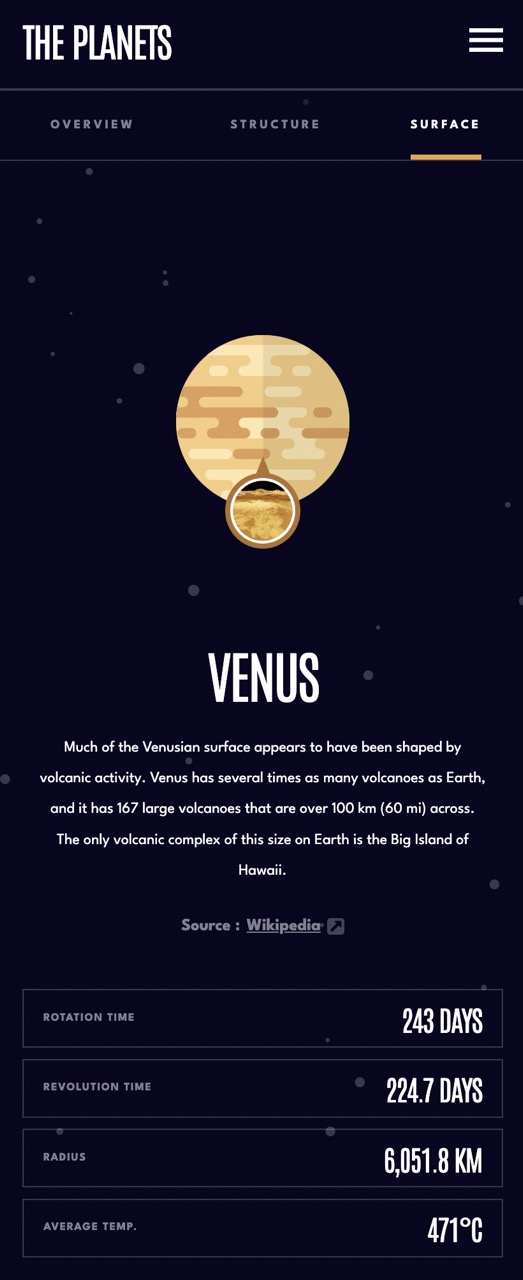 THE PLANETS
OVERVIEW STRUCTURE SURFACE
VENUS
Much of the Venusian surface appears to have been shaped by
volcanic activity. Venus has several times as many volcanoes as Earth,
and it has 167 large volcanoes that are over 100 km (60 mi) across.
The only volcanic complex of this size on Earth is the Big Island of
Hawaii.
Source : Wikipedia
ROTATION TIME 243 DAYS
REVOLUTION TIME 224.7 DAYS
RADIUS 6,051.8 KM
AVERAGE TEMP. 471°C